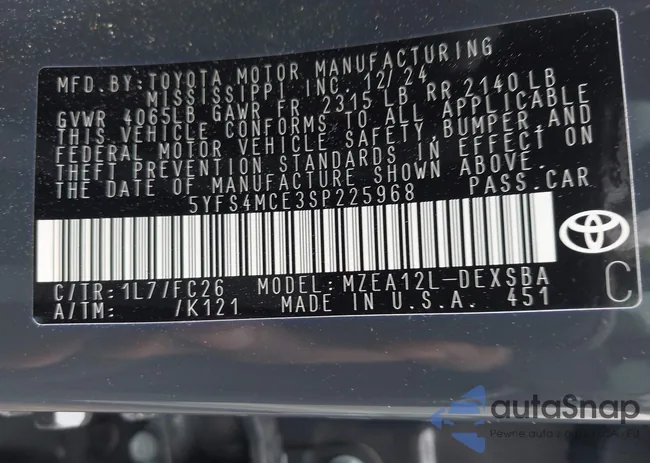 MFD. BY: TOYOTA MOTOR MANUFACTURING
MISSISSIPPI INC. 12/24
GVWR 4065LB GAWR FR 2315 LB RR 2140 LB
THIS VEHICLE CONFORMS TO ALL APPLICABLE
FEDERAL MOTOR VEHICLE SAFETY, BUMPER AND
THEFT PREVENTION STANDARDS IN EFFECT ON
THE DATE OF MANUFACTURE SHOWN ABOVE.
5YFS4MCE3SP225968 PASS. CAR
C/TR: 1L7/FC26 MODEL: MZEA12L-DEXSBA
A/TM: /K121 MADE IN U.S.A. 451
C
autaSnap
Pewne auta z